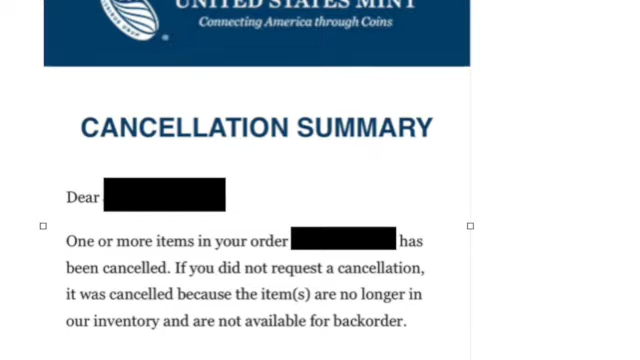 UNITED STATES MINT
Connecting America through Coins
CANCELLATION SUMMARY
Dear
One or more items in your order has
been cancelled. If you did not request a cancellation,
it was cancelled because the item(s) are no longer in
our inventory and are not available for backorder.